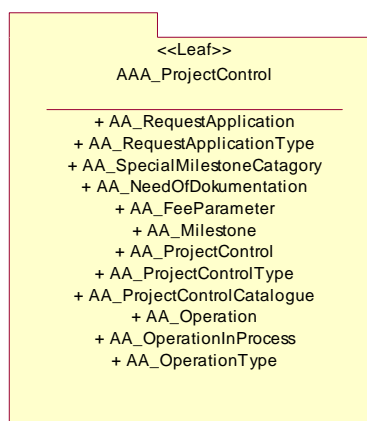 <<Leaf>>
AAA_ProjectControl
+ AA_RequestApplication
+ AA_RequestApplicationType
+ AA_SpecialMilestoneCatagory
+ AA_NeedOfDokumentation
+ AA_FeeParameter
+ AA_Milestone
+ AA_ProjectControl
+ AA_ProjectControlType
+ AA_ProjectControlCatalogue
+ AA_Operation
+ AA_OperationInProcess
+ AA_OperationType